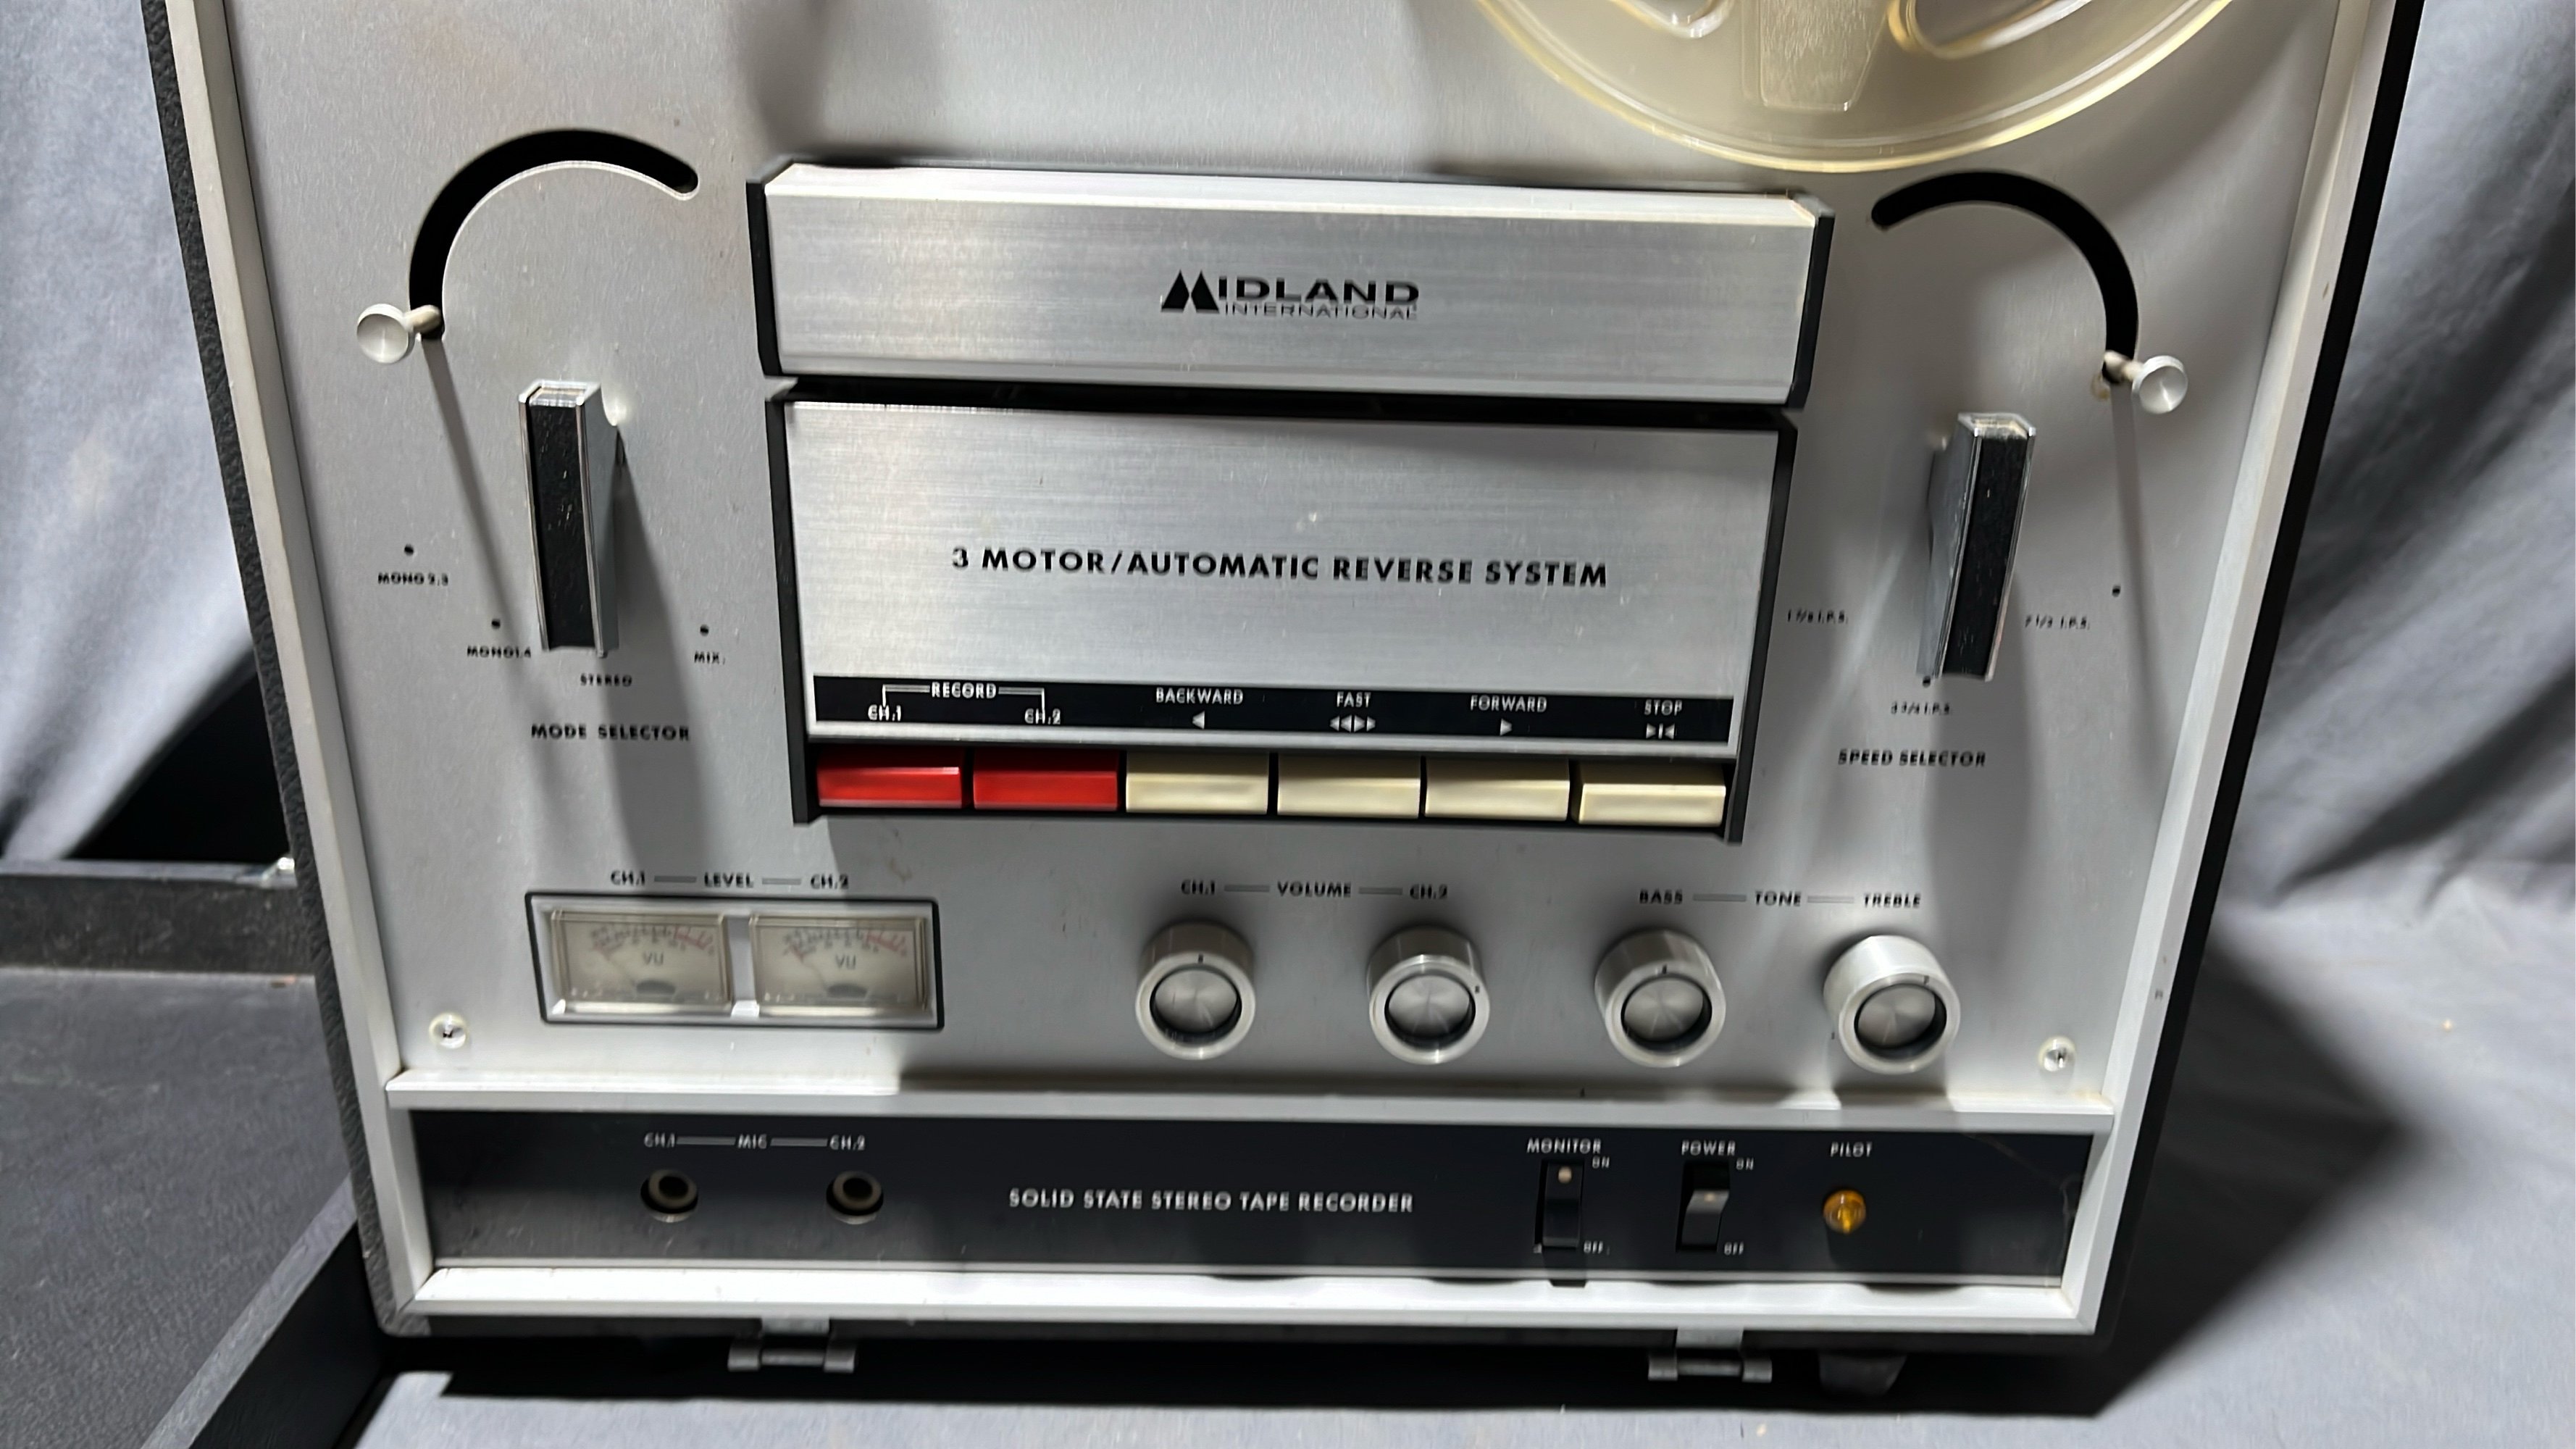 MIDLAND
INTERNATIONAL
3 MOTOR/AUTOMATIC REVERSE SYSTEM
MONO 2.3
MONO 1.4
STEREO
MIX.
MODE SELECTOR
1 7/8 I.P.S.
3 3/4 I.P.S.
7 1/2 I.P.S.
SPEED SELECTOR
RECORD
CH.1 CH.2
BACKWARD
FAST
FORWARD
STOP
CH.1 LEVEL CH.2
VU
VU
CH.1 VOLUME CH.2
BASS TONE TREBLE
CH.1 MIC CH.2
SOLID STATE STEREO TAPE RECORDER
MONITOR
ON
OFF
POWER
ON
OFF
PILOT